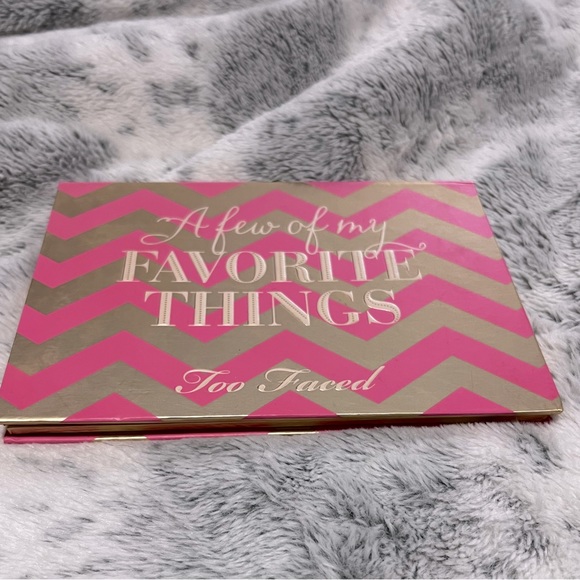 A few of my
FAVORITE
THINGS
Too Faced